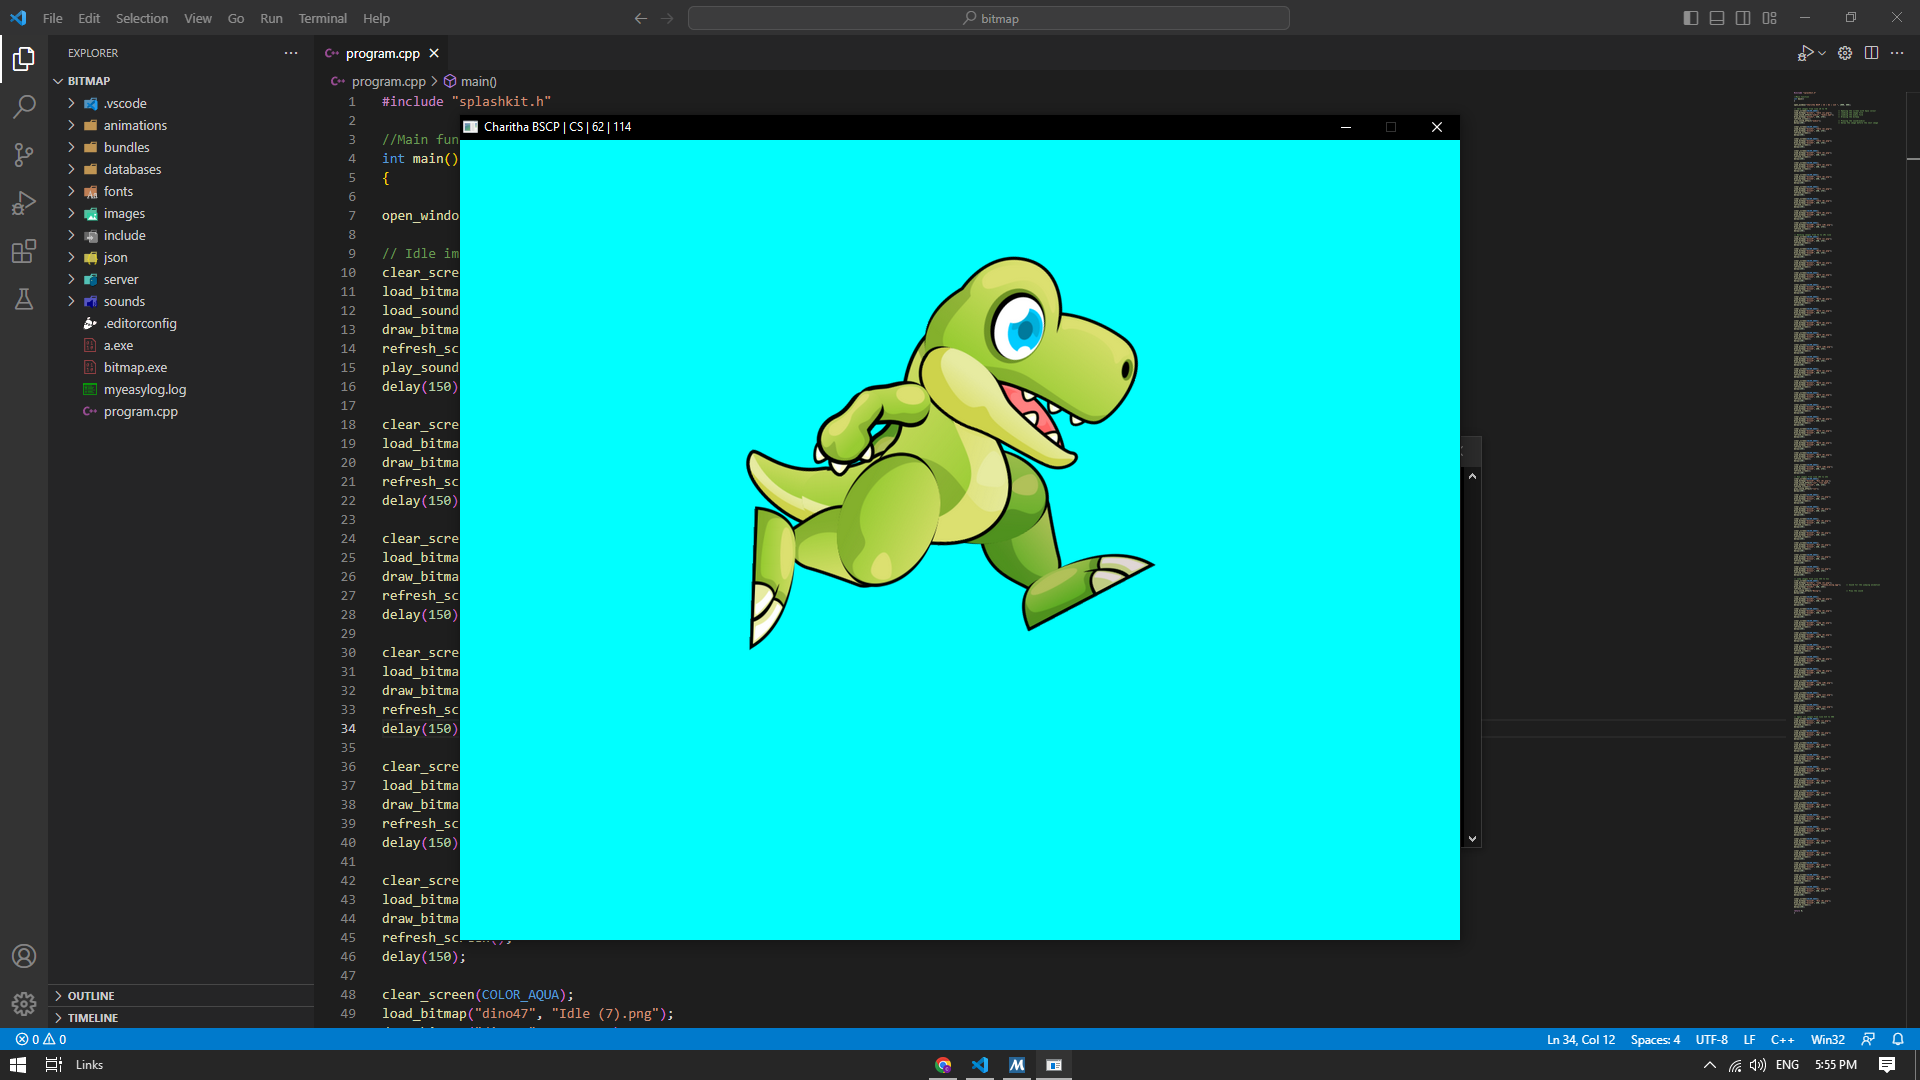 File Edit Selection View Go Run Terminal Help
bitmap
EXPLORER
BITMAP
.vscode
animations
bundles
databases
fonts
images
include
json
server
sounds
.editorconfig
a.exe
bitmap.exe
myeasylog.log
program.cpp
OUTLINE
TIMELINE
program.cpp
program.cpp > main()
1 #include "splashkit.h"
2
3 //Main fun
4 int main()
5 {
6
7 open_windo
8
9 // Idle im
10 clear_scre
11 load_bitma
12 load_sound
13 draw_bitma
14 refresh_sc
15 play_sound
16 delay(150)
17
18 clear_scre
19 load_bitma
20 draw_bitma
21 refresh_sc
22 delay(150)
23
24 clear_scre
25 load_bitma
26 draw_bitma
27 refresh_sc
28 delay(150)
29
30 clear_scre
31 load_bitma
32 draw_bitma
33 refresh_sc
34 delay(150)
35
36 clear_scre
37 load_bitma
38 draw_bitma
39 refresh_sc
40 delay(150)
41
42 clear_scre
43 load_bitma
44 draw_bitma
45 refresh_screen();
46 delay(150);
47
48 clear_screen(COLOR_AQUA);
49 load_bitmap("dino47", "Idle (7).png");
Charitha BSCP | CS | 62 | 114
0 0
Ln 34, Col 12 Spaces: 4 UTF-8 LF C++ Win32
Links
ENG 5:55 PM